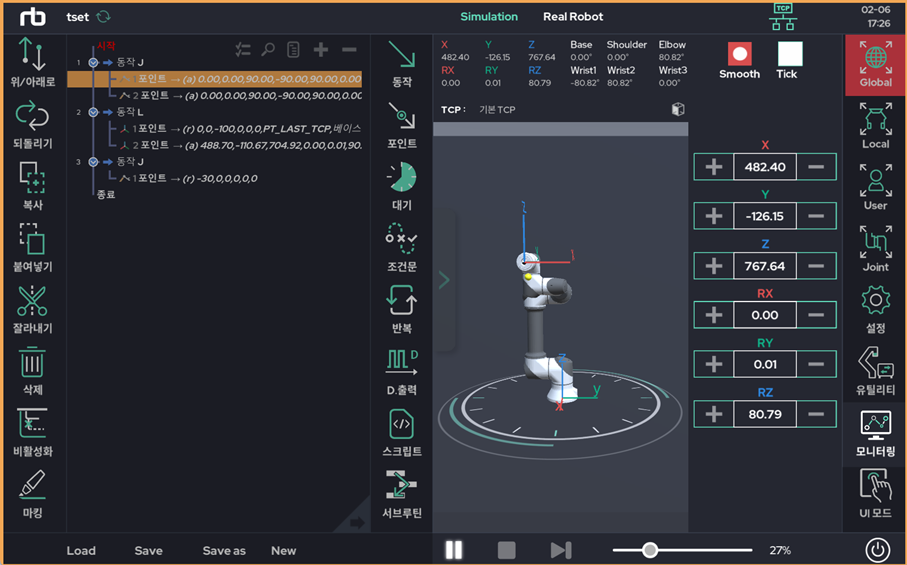 rb tset Simulation Real Robot TCP 02-06
17:26
위/아래로
되돌리기
복사
붙여넣기
잘라내기
삭제
비활성화
마킹
시작
1 동작 J
1 포인트 → (a) 0.00,0.00,90.00,-90.00,90.00,0.00
2 포인트 → (a) 0.00,0.00,90.00,-90.00,90.00,0.00
2 동작 L
1 포인트 → (r) 0,0,-100,0,0,0,PT_LAST_TCP,베이스
2 포인트 → (a) 488.70,-110.67,704.92,0.00,0.01,90.
3 동작 J
1 포인트 → (r) -30,0,0,0,0,0
종료
동작
포인트
대기
조건문
반복
D
D.출력
스크립트
서브루틴
X Y Z Base Shoulder Elbow
482.40 -126.15 767.64 0.00° 0.00° 80.82°
RX RY RZ Wrist1 Wrist2 Wrist3
0.00 0.01 80.79 -80.82° 90.00° 0.00°
TCP : 기본 TCP
Z
Y
X
Smooth Tick
X
482.40
Y
-126.15
Z
767.64
RX
0.00
RY
0.01
RZ
80.79
Global
Local
User
Joint
설정
유틸리티
모니터링
UI 모드
Load Save Save as New
27%